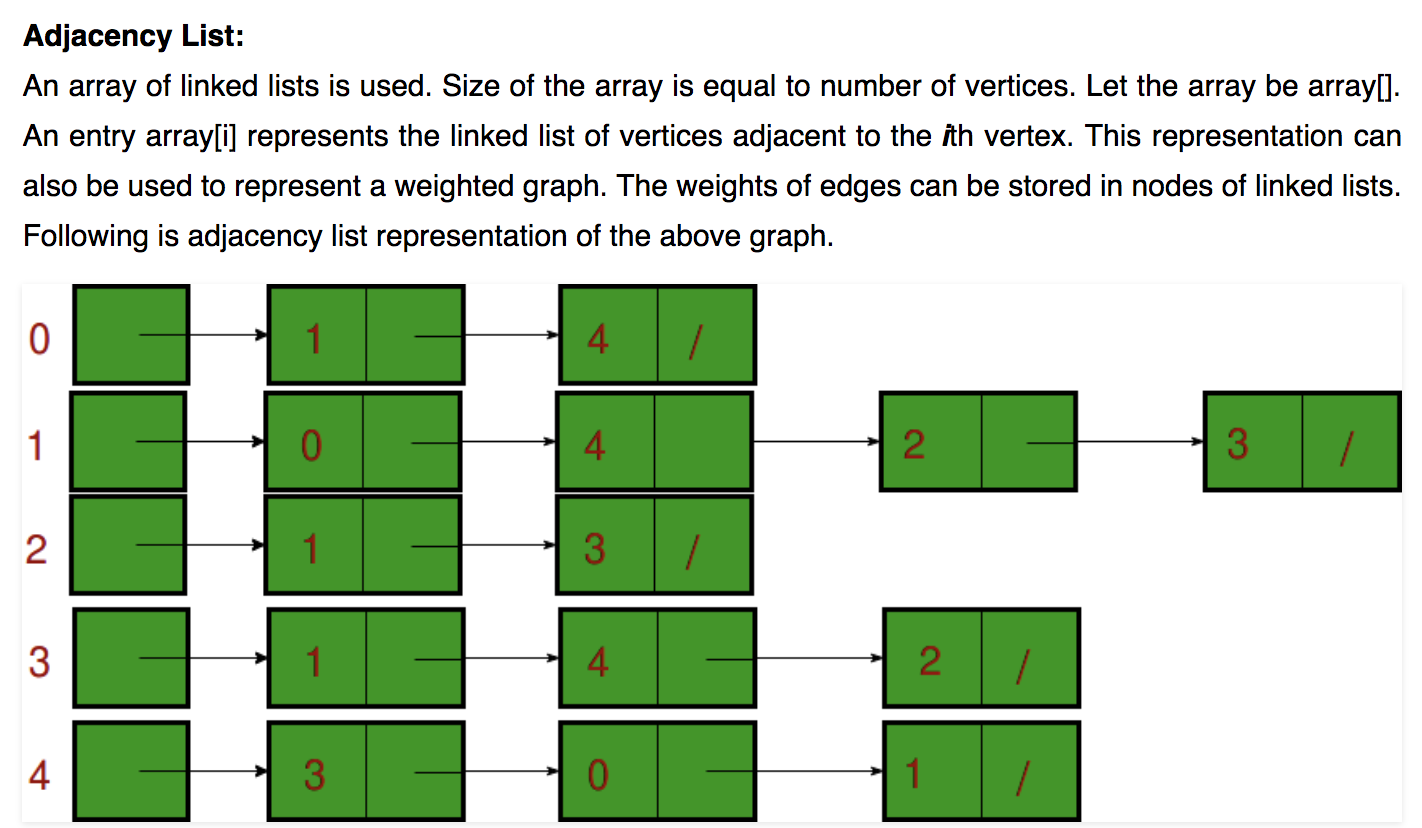 Adjacency List:
An array of linked lists is used. Size of the array is equal to number of vertices. Let the array be array[].
An entry array[i] represents the linked list of vertices adjacent to the ith vertex. This representation can
also be used to represent a weighted graph. The weights of edges can be stored in nodes of linked lists.
Following is adjacency list representation of the above graph.
0 1 4 /
1 0 4 2 3 /
2 1 3 /
3 1 4 2 /
4 3 0 1 /